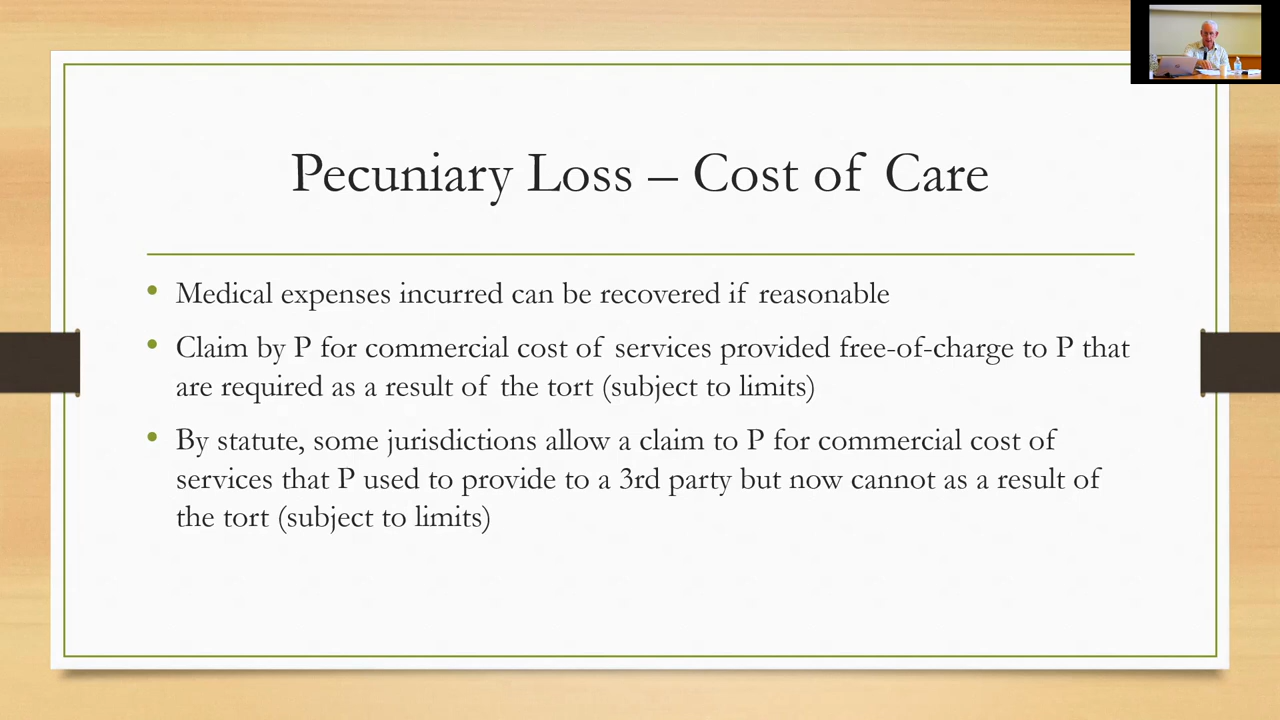 Pecuniary Loss – Cost of Care
• Medical expenses incurred can be recovered if reasonable
• Claim by P for commercial cost of services provided free-of-charge to P that
are required as a result of the tort (subject to limits)
• By statute, some jurisdictions allow a claim to P for commercial cost of
services that P used to provide to a 3rd party but now cannot as a result of
the tort (subject to limits)